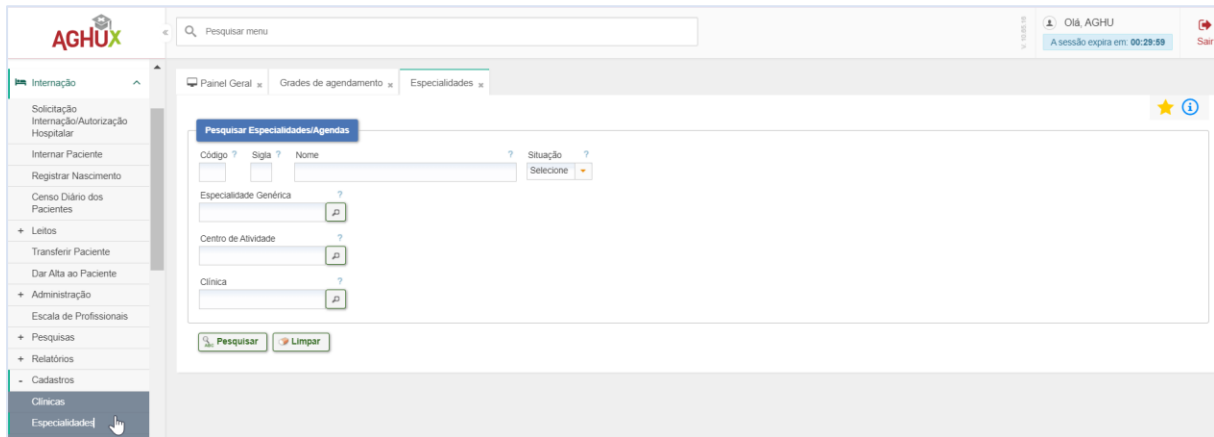 AGHUX
Pesquisar menu
Olá, AGHU
A sessão expira em: 00:29:59
Sair
Internação
Solicitação
Internação/Autorização
Hospitalar
Internar Paciente
Registrar Nascimento
Censo Diário dos
Pacientes
+ Leitos
Transferir Paciente
Dar Alta ao Paciente
+ Administração
Escala de Profissionais
+ Pesquisas
+ Relatórios
- Cadastros
Clínicas
Especialidades
Painel Geral x Grades de agendamento x Especialidades x
Pesquisar Especialidades/Agendas
Código ? Sigla ? Nome ? Situação ?
Selecione
Especialidade Genérica ?
Centro de Atividade ?
Clínica ?
Pesquisar Limpar